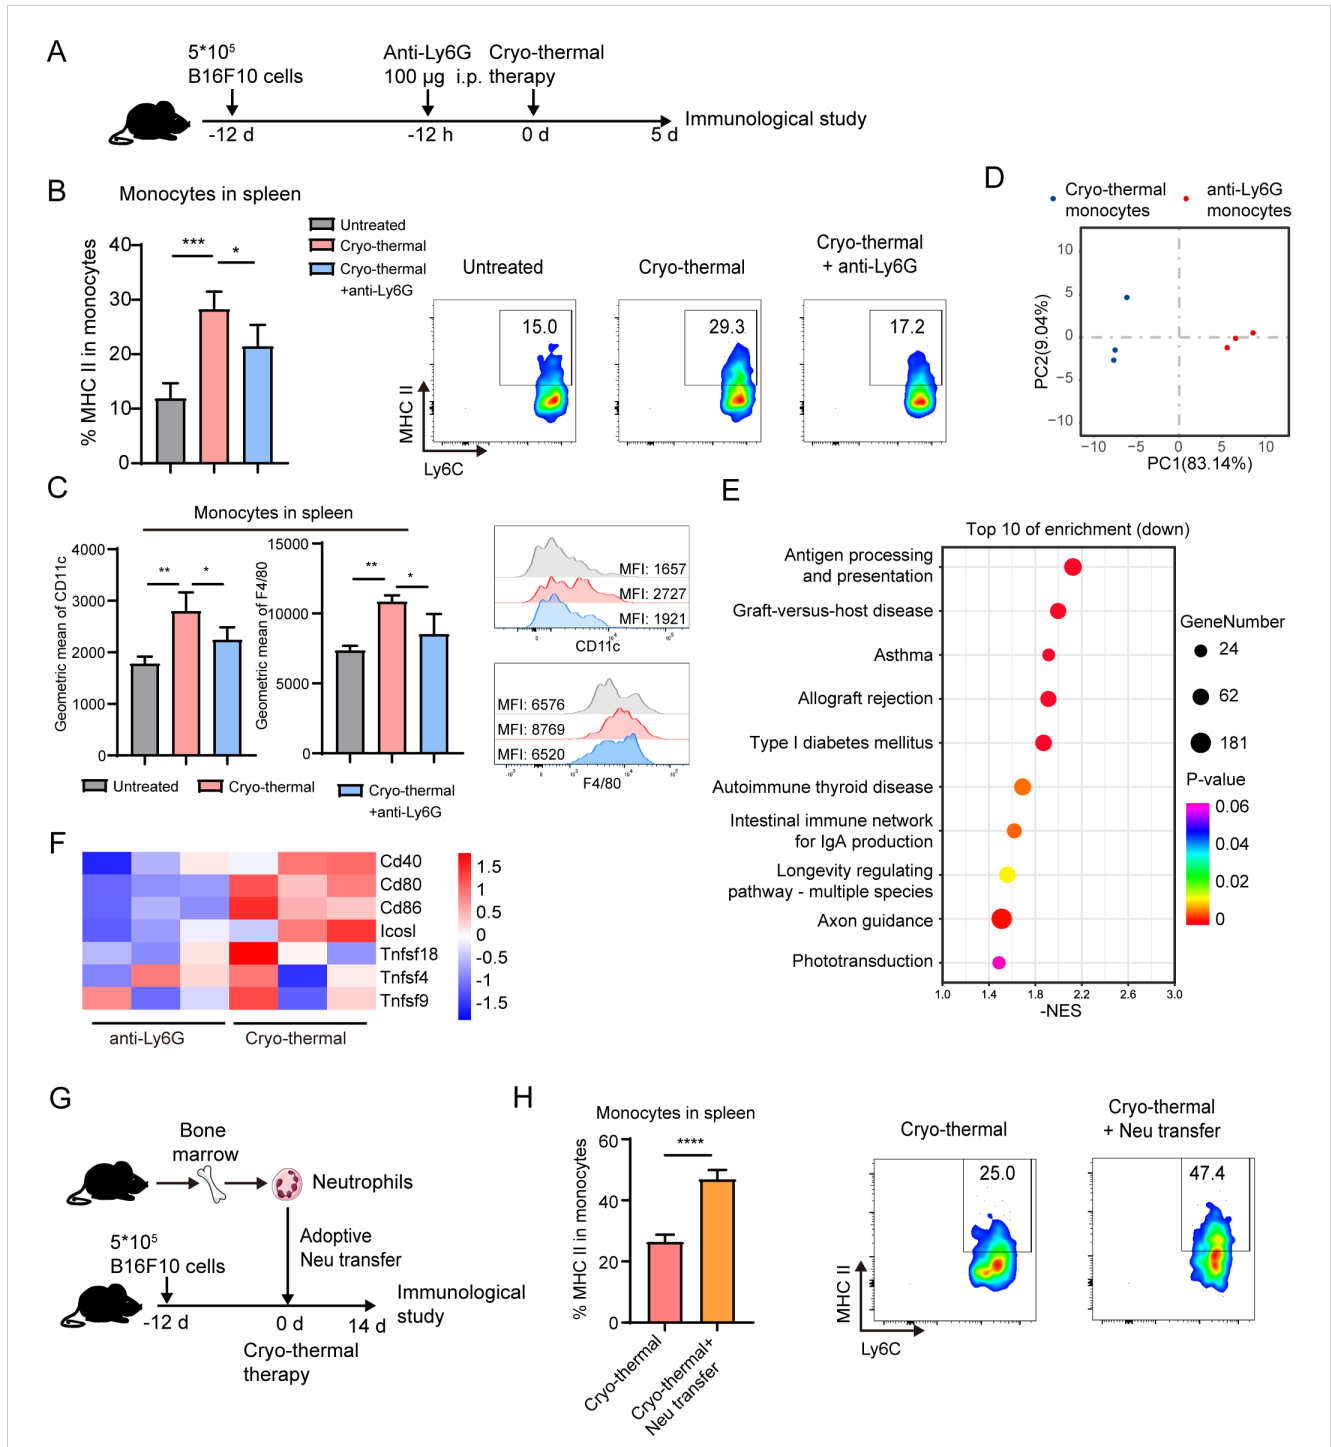 A
5*10⁵
B16F10 cells
Anti-Ly6G
100 µg i.p.
Cryo-thermal
therapy
-12 d
-12 h
0 d
5 d
Immunological study
B
Monocytes in spleen
% MHC II in monocytes
40
30
20
10
0
***
*
Untreated
Cryo-thermal
Cryo-thermal
+anti-Ly6G
Untreated
Cryo-thermal
Cryo-thermal
+ anti-Ly6G
15.0
29.3
17.2
MHC II
Ly6C
D
Cryo-thermal
monocytes
anti-Ly6G
monocytes
PC2(9.04%)
10
5
0
−5
−10
−10
−5
0
5
10
PC1(83.14%)
C
Monocytes in spleen
Geometric mean of CD11c
4000
3000
2000
1000
0
**
*
Geometric mean of F4/80
15000
10000
5000
0
**
*
Untreated
Cryo-thermal
Cryo-thermal
+anti-Ly6G
MFI: 1657
MFI: 2727
MFI: 1921
0
10⁴
10⁵
CD11c
MFI: 6576
MFI: 8769
MFI: 6520
-10³
0
10³
10⁴
10⁵
F4/80
E
Top 10 of enrichment (down)
Antigen processing
and presentation
Graft-versus-host disease
Asthma
Allograft rejection
Type I diabetes mellitus
Autoimmune thyroid disease
Intestinal immune network
for IgA production
Longevity regulating
pathway - multiple species
Axon guidance
Phototransduction
1.0
1.4
1.8
2.2
2.6
3.0
-NES
GeneNumber
24
62
181
P-value
0.06
0.04
0.02
0
F
Cd40
Cd80
Cd86
Icosl
Tnfsf18
Tnfsf4
Tnfsf9
1.5
1
0.5
0
-0.5
-1
-1.5
anti-Ly6G
Cryo-thermal
G
Bone
marrow
Neutrophils
Adoptive
Neu transfer
5*10⁵
B16F10 cells
-12 d
0 d
14 d
Immunological
study
Cryo-thermal
therapy
H
Monocytes in spleen
% MHC II in monocytes
60
40
20
0
****
Cryo-thermal
Cryo-thermal+
Neu transfer
Cryo-thermal
Cryo-thermal
+ Neu transfer
25.0
47.4
MHC II
Ly6C